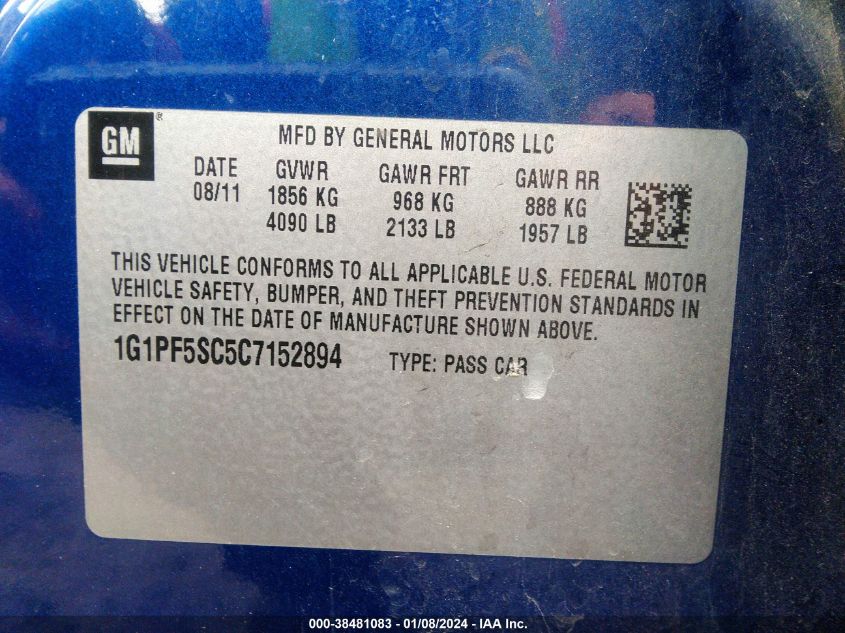 GM ®
MFD BY GENERAL MOTORS LLC
DATE GVWR GAWR FRT GAWR RR
08/11 1856 KG 968 KG 888 KG
4090 LB 2133 LB 1957 LB
THIS VEHICLE CONFORMS TO ALL APPLICABLE U.S. FEDERAL MOTOR
VEHICLE SAFETY, BUMPER, AND THEFT PREVENTION STANDARDS IN
EFFECT ON THE DATE OF MANUFACTURE SHOWN ABOVE.
1G1PF5SC5C7152894 TYPE: PASS CAR
000-38481083 - 01/08/2024 - IAA Inc.